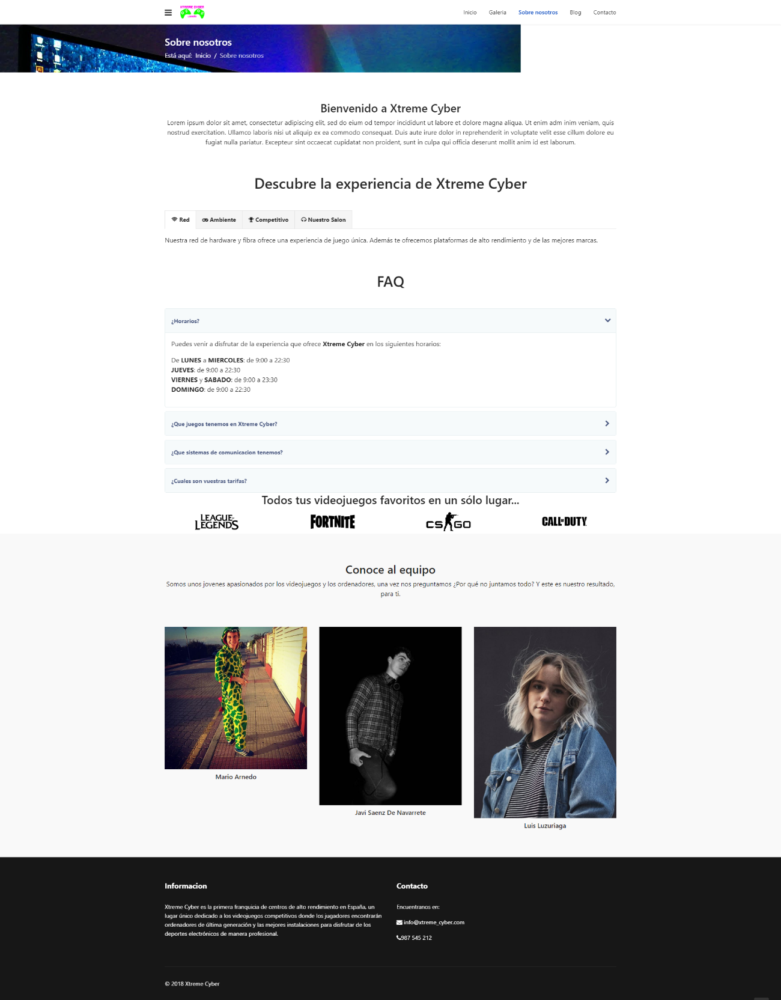 XTREME CYBER
Inicio Galeria Sobre nosotros Blog Contacto
Sobre nosotros
Está aquí: Inicio / Sobre nosotros
Ai
Bienvenido a Xtreme Cyber
Lorem ipsum dolor sit amet, consectetur adipiscing elit, sed do eium od tempor incididunt ut labore et dolore magna aliqua. Ut enim adm inim veniam, quis
nostrud exercitation. Ullamco laboris nisi ut aliquip ex ea commodo consequat. Duis aute irure dolor in reprehenderit in voluptate velit esse cillum dolore eu
fugiat nulla pariatur. Excepteur sint occaecat cupidatat non proident, sunt in culpa qui officia deserunt mollit anim id est laborum.
Descubre la experiencia de Xtreme Cyber
Red Ambiente Competitivo Nuestro Salon
Nuestra red de hardware y fibra ofrece una experiencia de juego única. Además te ofrecemos plataformas de alto rendimiento y de las mejores marcas.
FAQ
¿Horarios?
Puedes venir a disfrutar de la experiencia que ofrece Xtreme Cyber en los siguientes horarios:
De LUNES a MIERCOLES: de 9:00 a 22:30
JUEVES: de 9:00 a 22:30
VIERNES y SABADO: de 9:00 a 23:30
DOMINGO: de 9:00 a 22:30
¿Que juegos tenemos en Xtreme Cyber?
¿Que sistemas de comunicacion tenemos?
¿Cuales son vuestras tarifas?
Todos tus videojuegos favoritos en un sólo lugar...
LEAGUE OF LEGENDS FORTNITE CS GO CALL OF DUTY
Conoce al equipo
Somos unos jovenes apasionados por los videojuegos y los ordenadores, una vez nos preguntamos ¿Por qué no juntamos todo? Y este es nuestro resultado,
para ti.
Mario Arnedo
Javi Saenz De Navarrete
Luis Luzuriaga
Informacion
Xtreme Cyber es la primera franquicia de centros de alto rendimiento en España, un
lugar único dedicado a los videojuegos competitivos donde los jugadores encontrarán
ordenadores de última generación y las mejores instalaciones para disfrutar de los
deportes electrónicos de manera profesional.
Contacto
Encuentranos en:
info@xtreme_cyber.com
987 545 212
© 2018 Xtreme Cyber